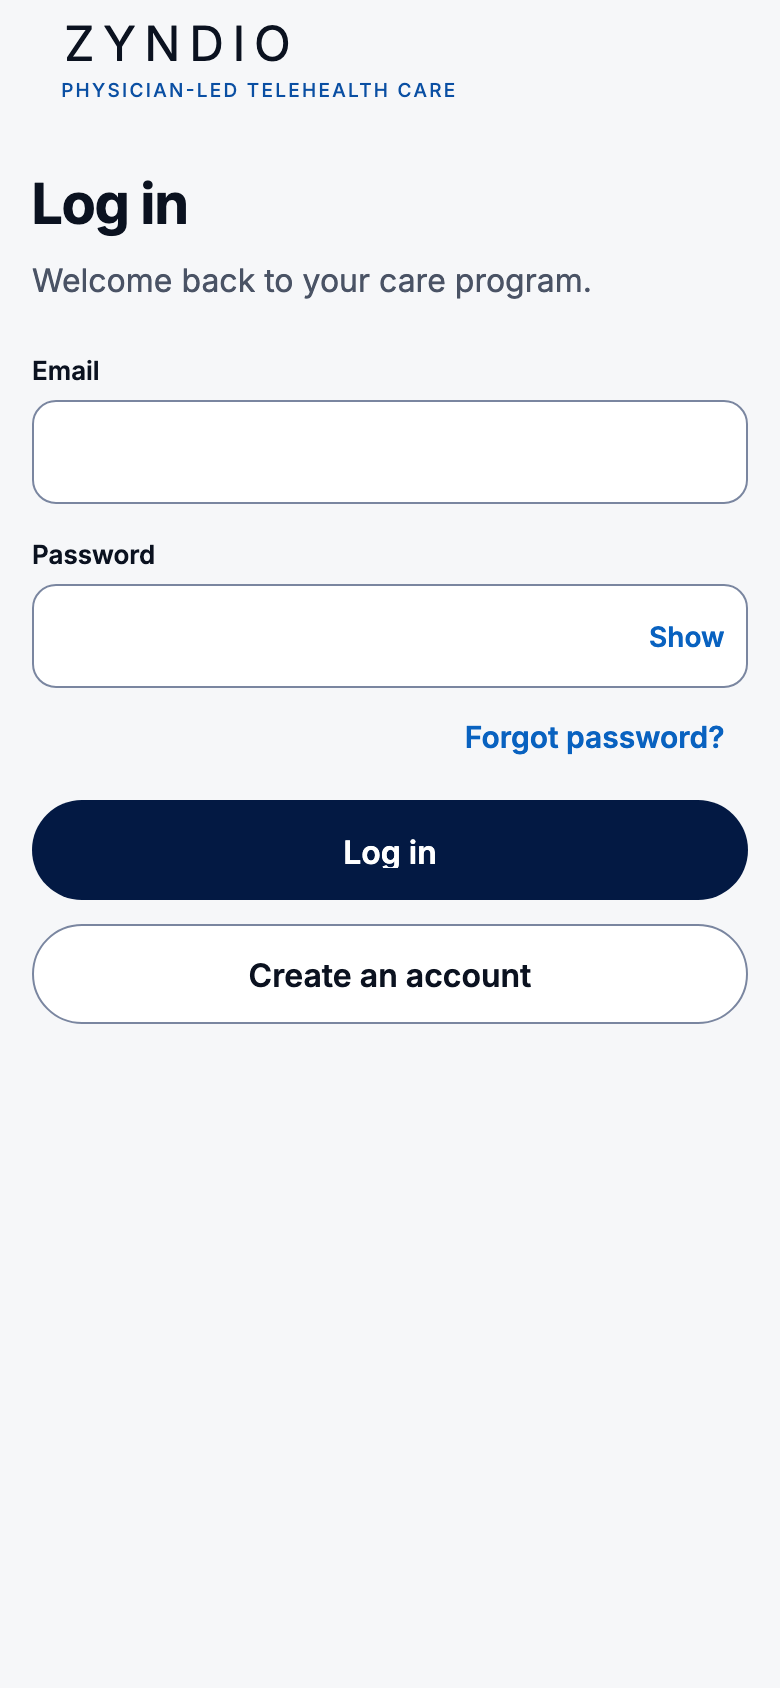 ZYNDIO
PHYSICIAN-LED TELEHEALTH CARE
Log in
Welcome back to your care program.
Email
Password
Show
Forgot password?
Log in
Create an account